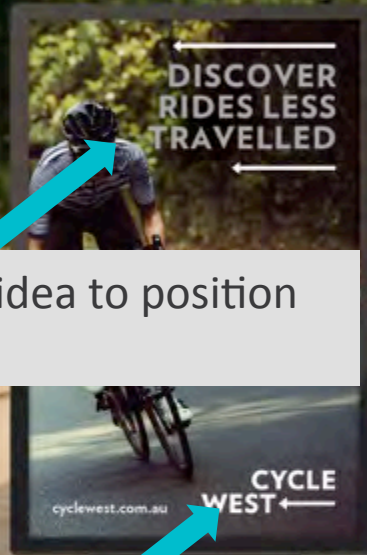 DISCOVER
RIDES LESS
TRAVELLED
idea to position
CYCLE
cyclewest.com.au
WEST